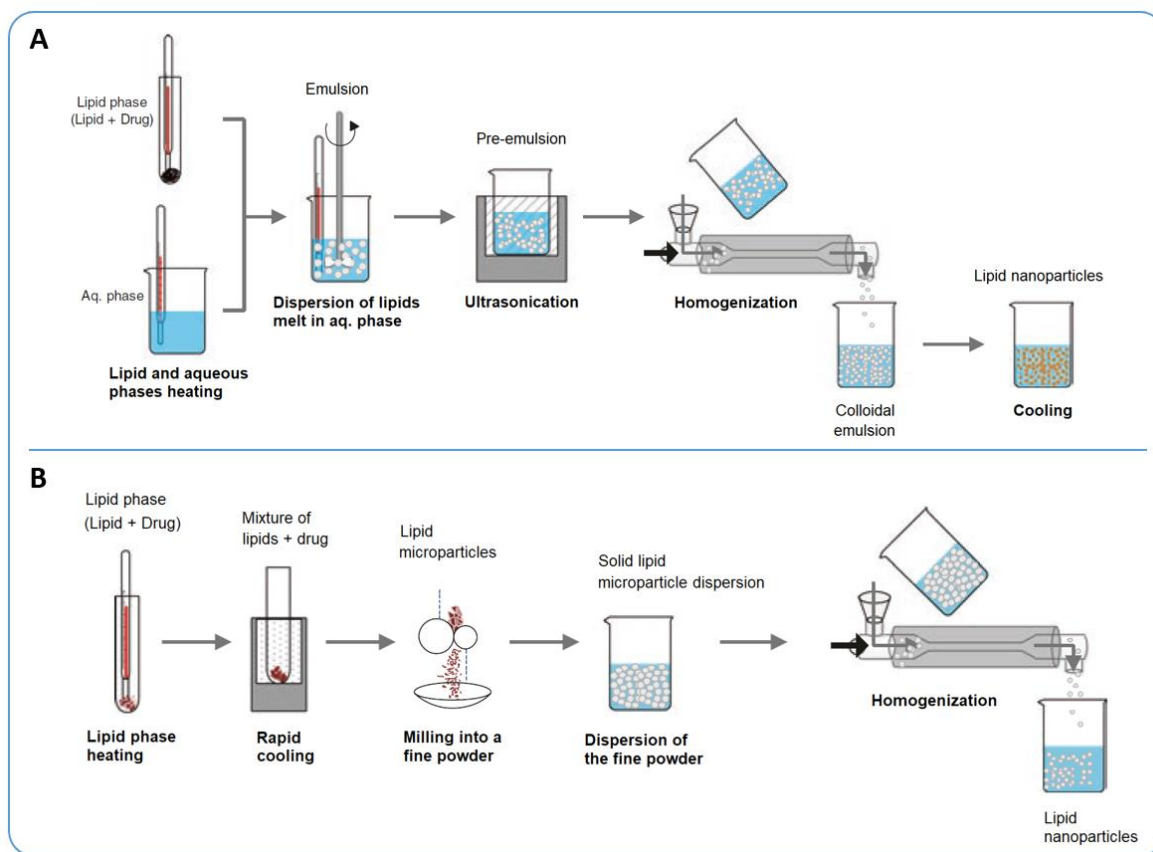 A
Lipid phase
(Lipid + Drug)
Aq. phase
Lipid and aqueous
phases heating
Emulsion
Dispersion of lipids
melt in aq. phase
Pre-emulsion
Ultrasonication
Homogenization
Colloidal
emulsion
Lipid nanoparticles
Cooling
B
Lipid phase
(Lipid + Drug)
Lipid phase
heating
Mixture of
lipids + drug
Rapid
cooling
Lipid
microparticles
Milling into a
fine powder
Solid lipid
microparticle dispersion
Dispersion of
the fine powder
Homogenization
Lipid
nanoparticles